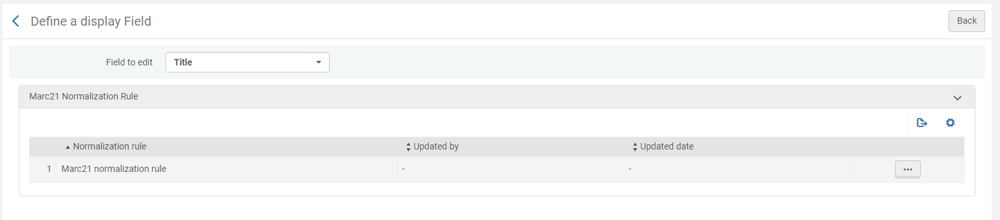 Define a display Field
Back
Field to edit
Title
Marc21 Normalization Rule
Normalization rule Updated by Updated date
1 Marc21 normalization rule - -